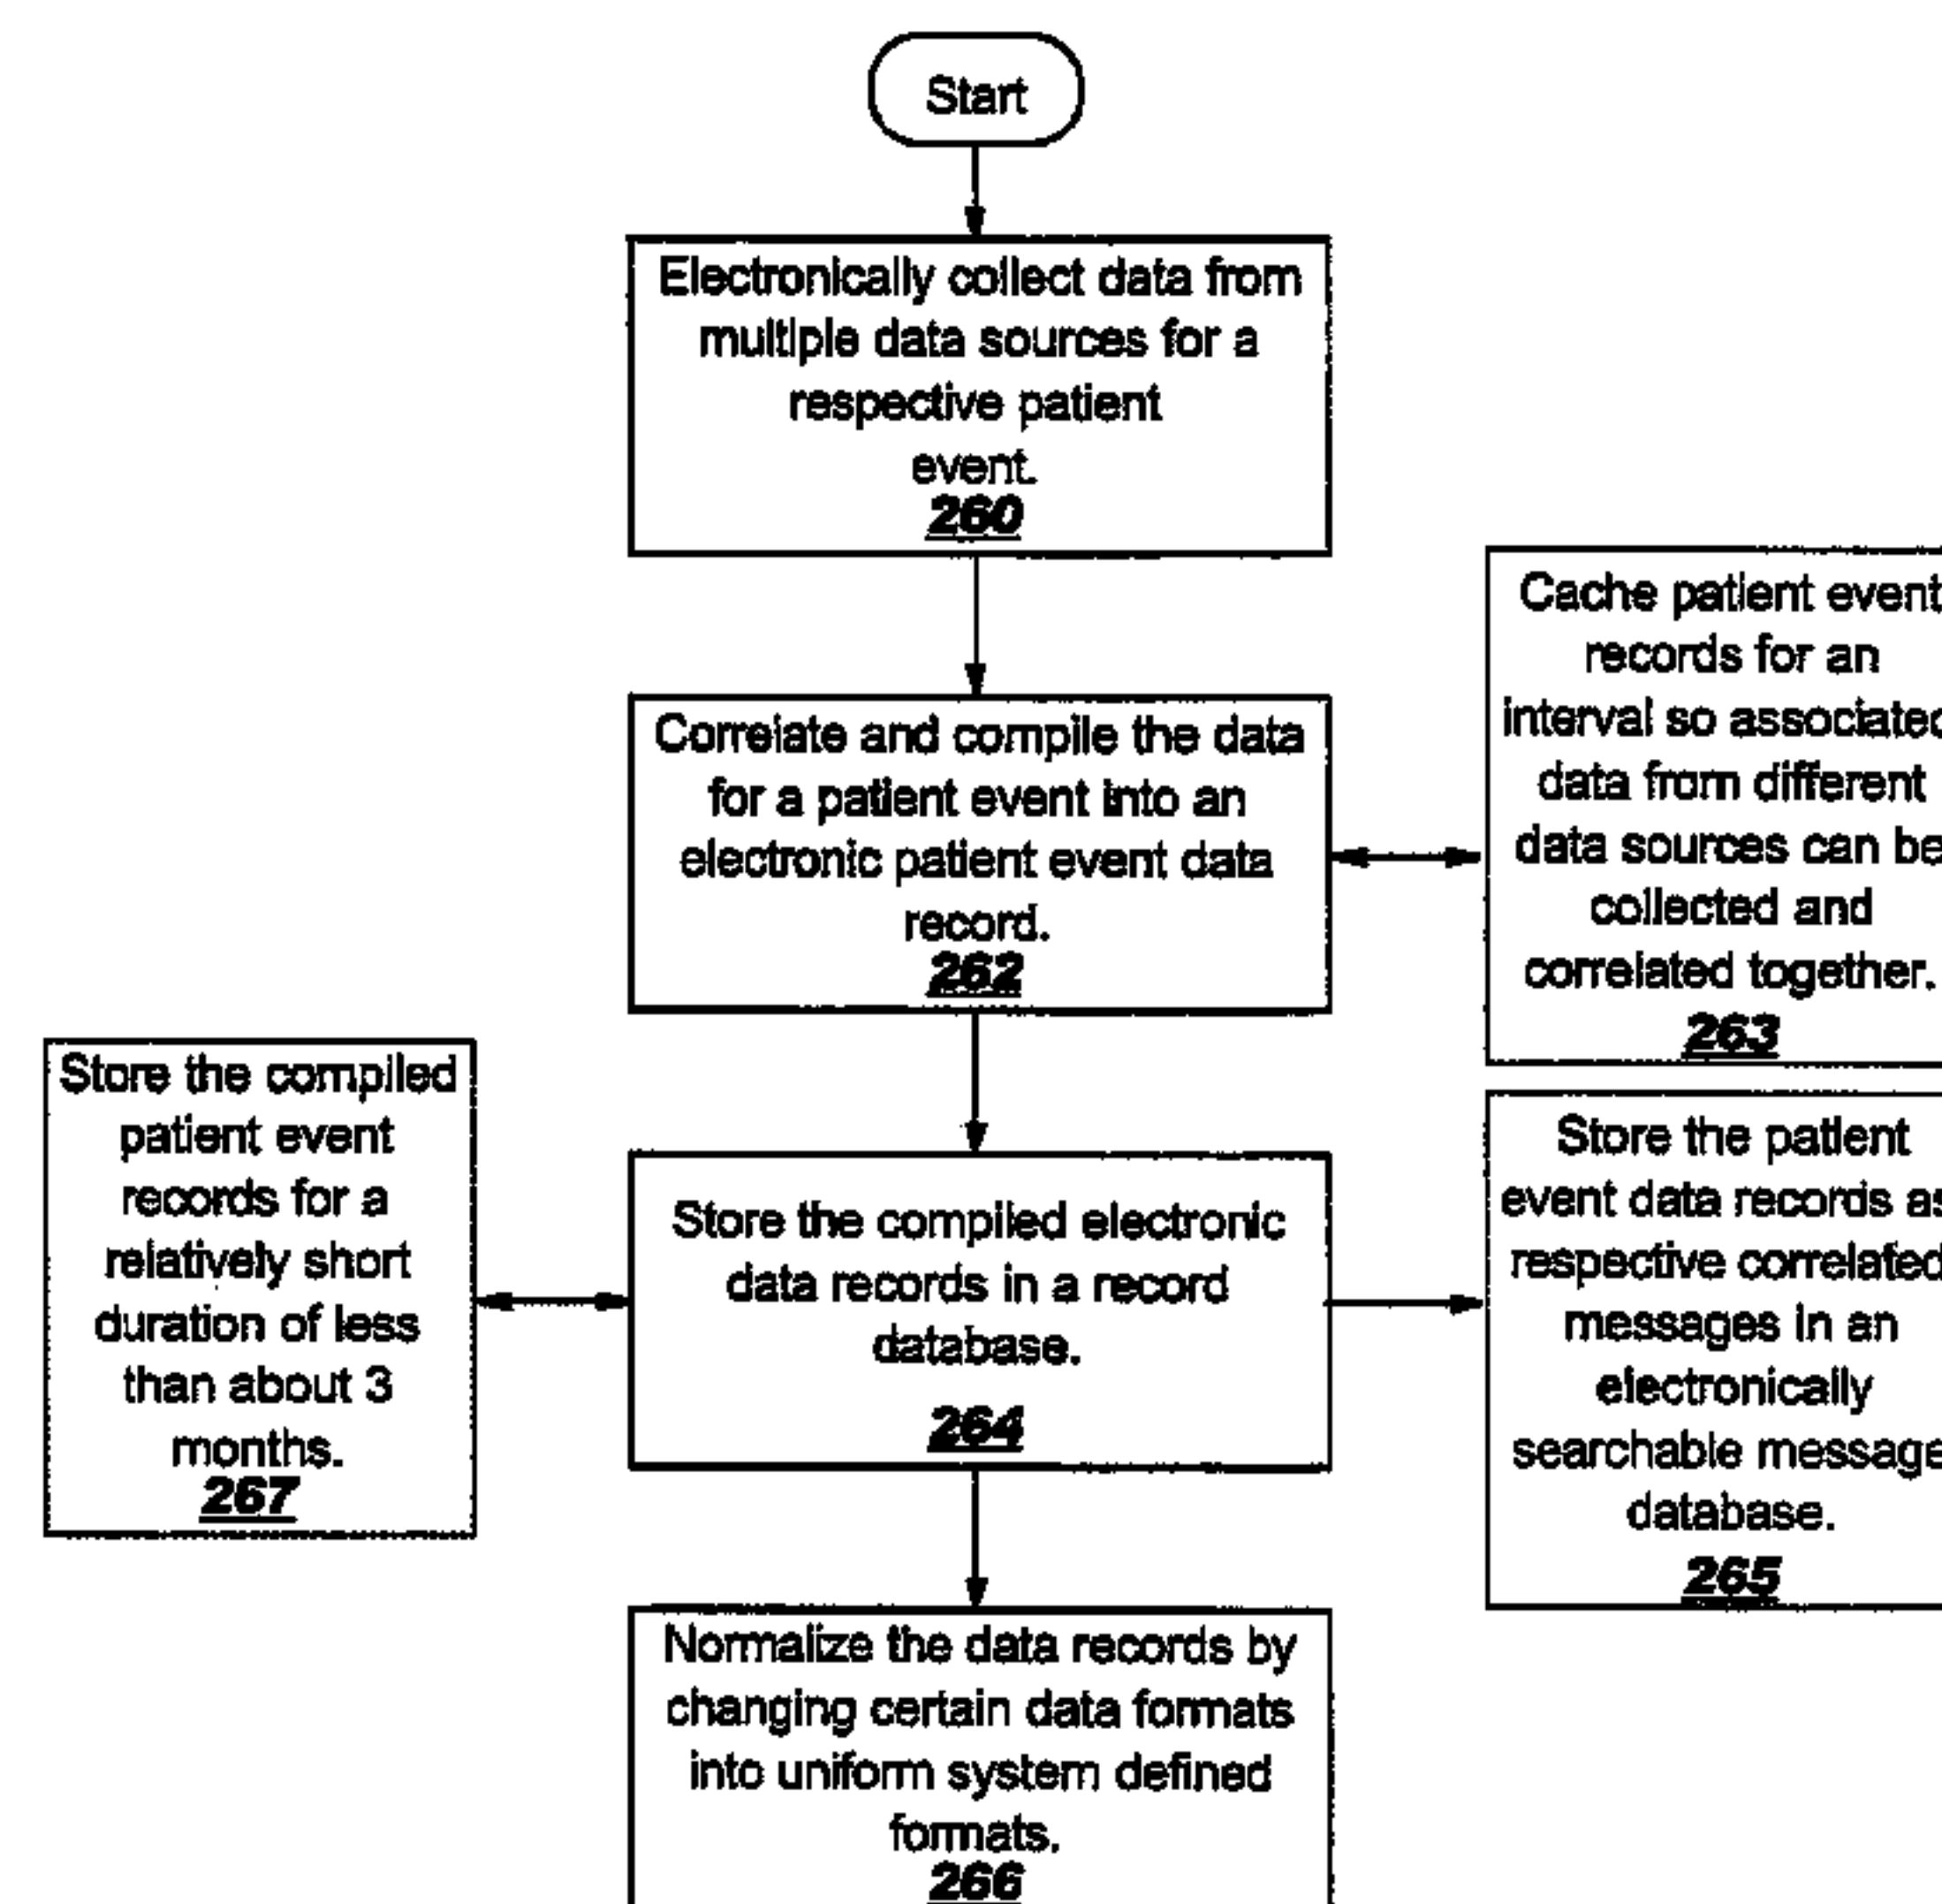 Start
Electronically collect data from
multiple data sources for a
respective patient
event.
260
Correlate and compile the data
for a patient event into an
electronic patient event data
record.
262
Cache patient event
records for an
interval so associated
data from different
data sources can be
collected and
correlated together.
263
Store the compiled
patient event
records for a
relatively short
duration of less
than about 3
months.
267
Store the compiled electronic
data records in a record
database.
264
Store the patient
event data records as
respective correlated
messages in an
electronically
searchable message
database.
265
Normalize the data records by
changing certain data formats
into uniform system defined
formats.
266